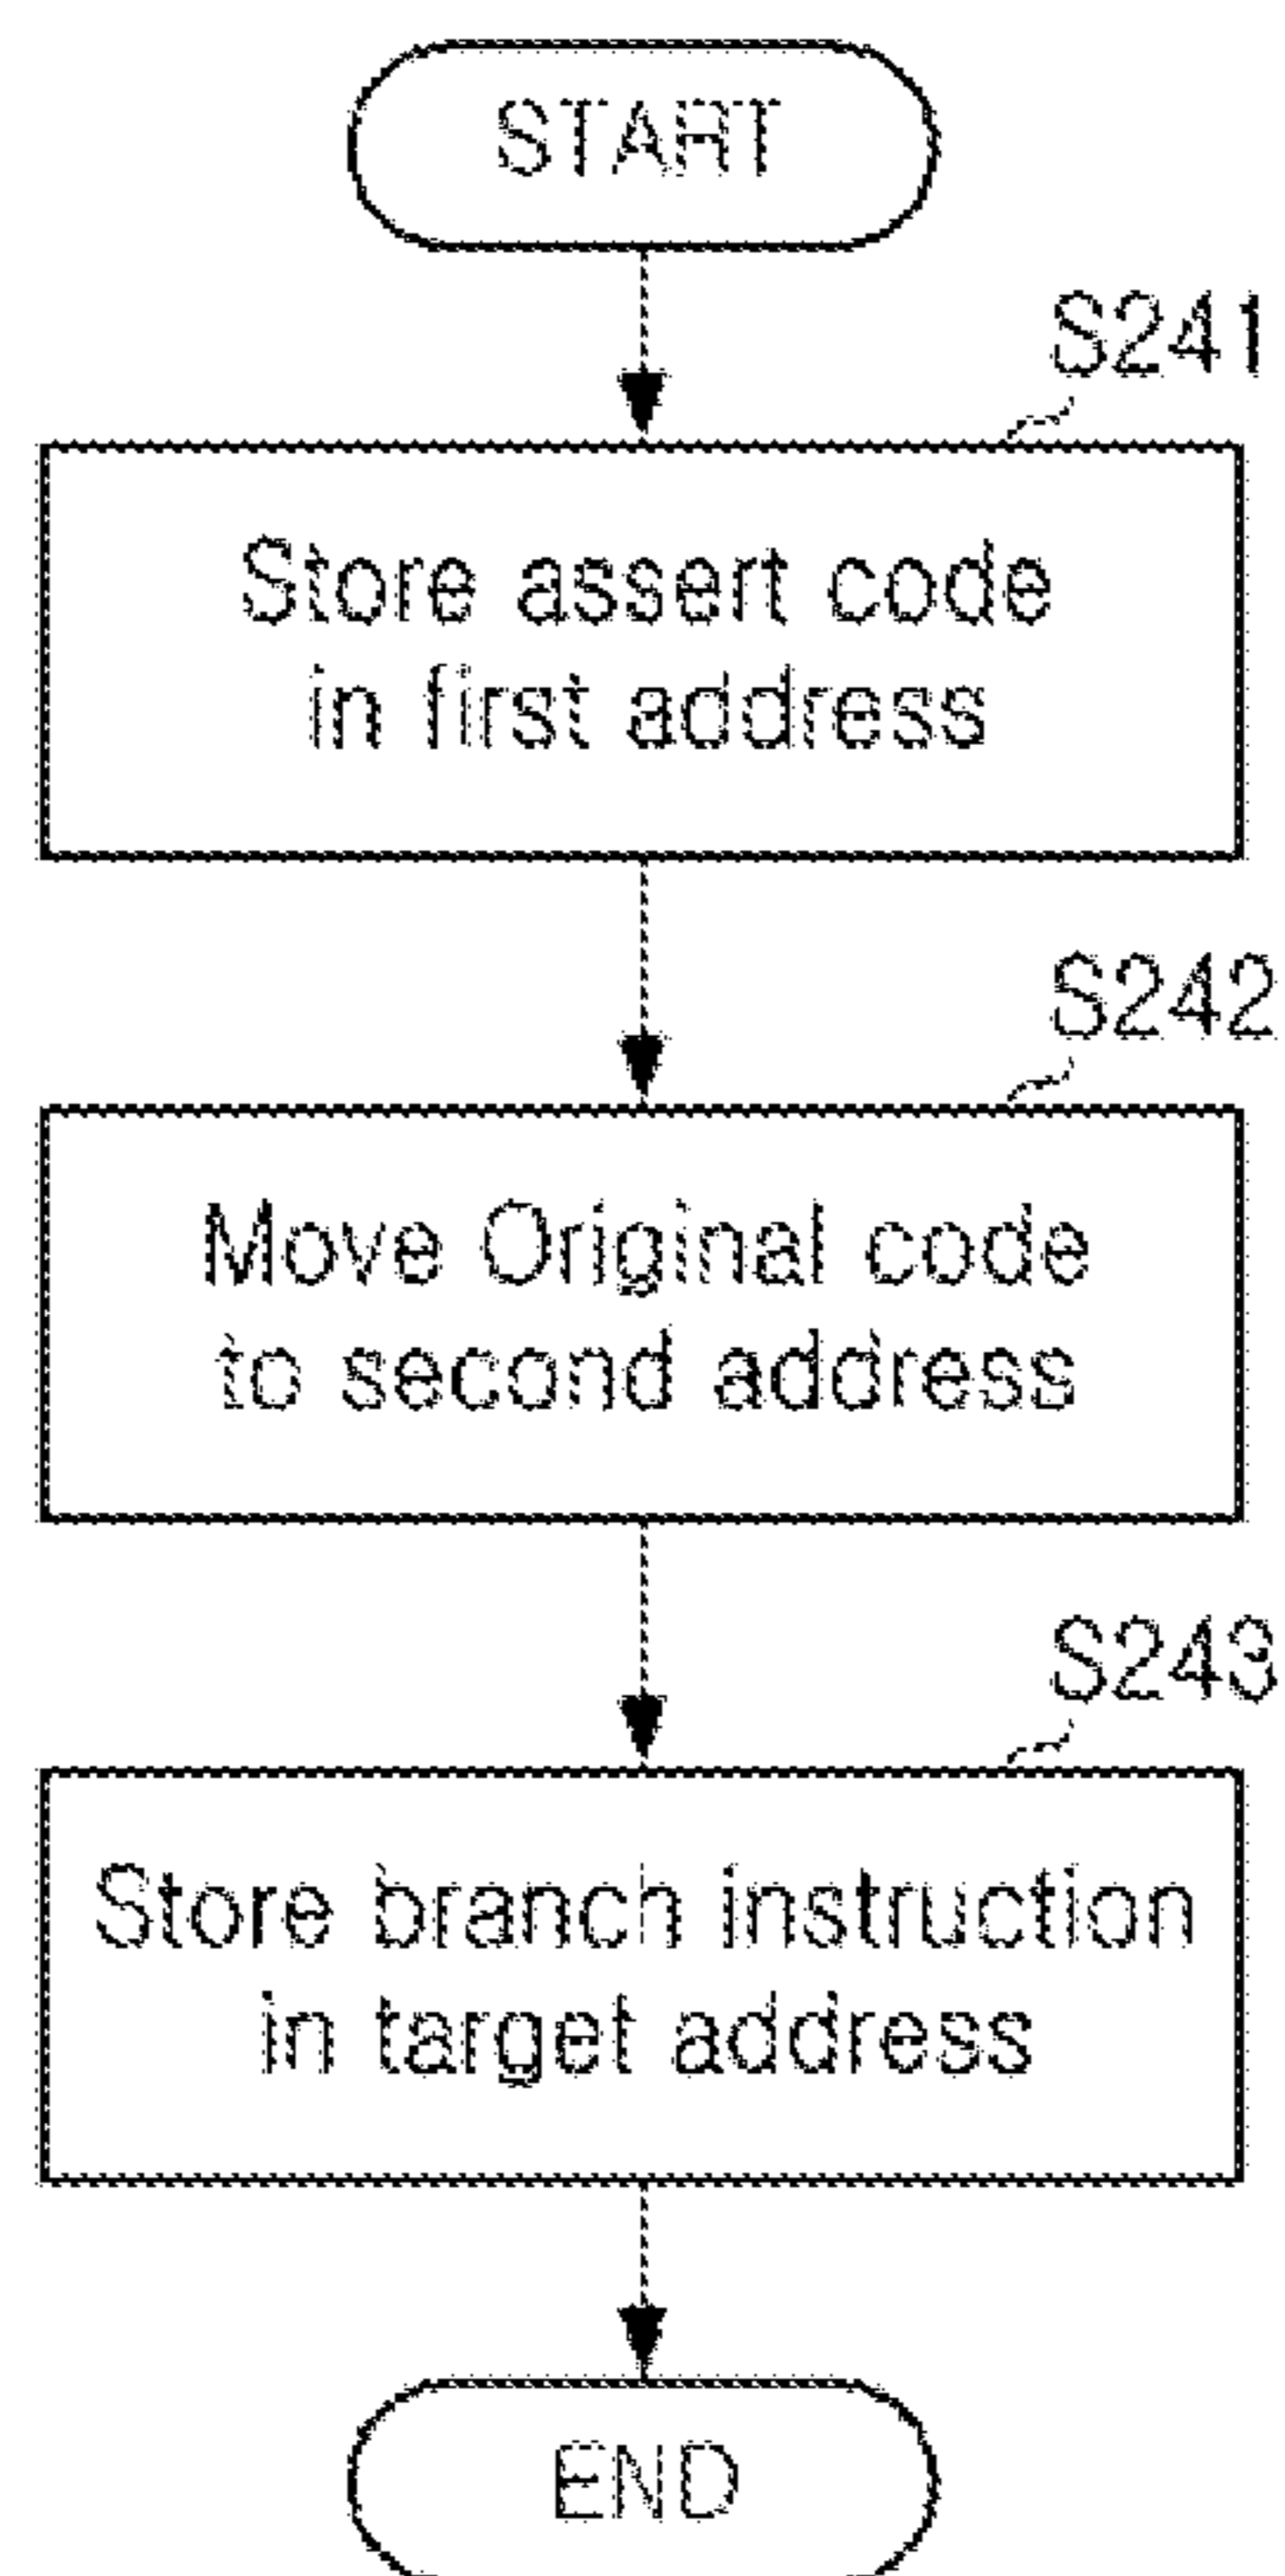 START
S241
Store assert code
in first address
S242
Move Original code
to second address
S243
Store branch instruction
in target address
END